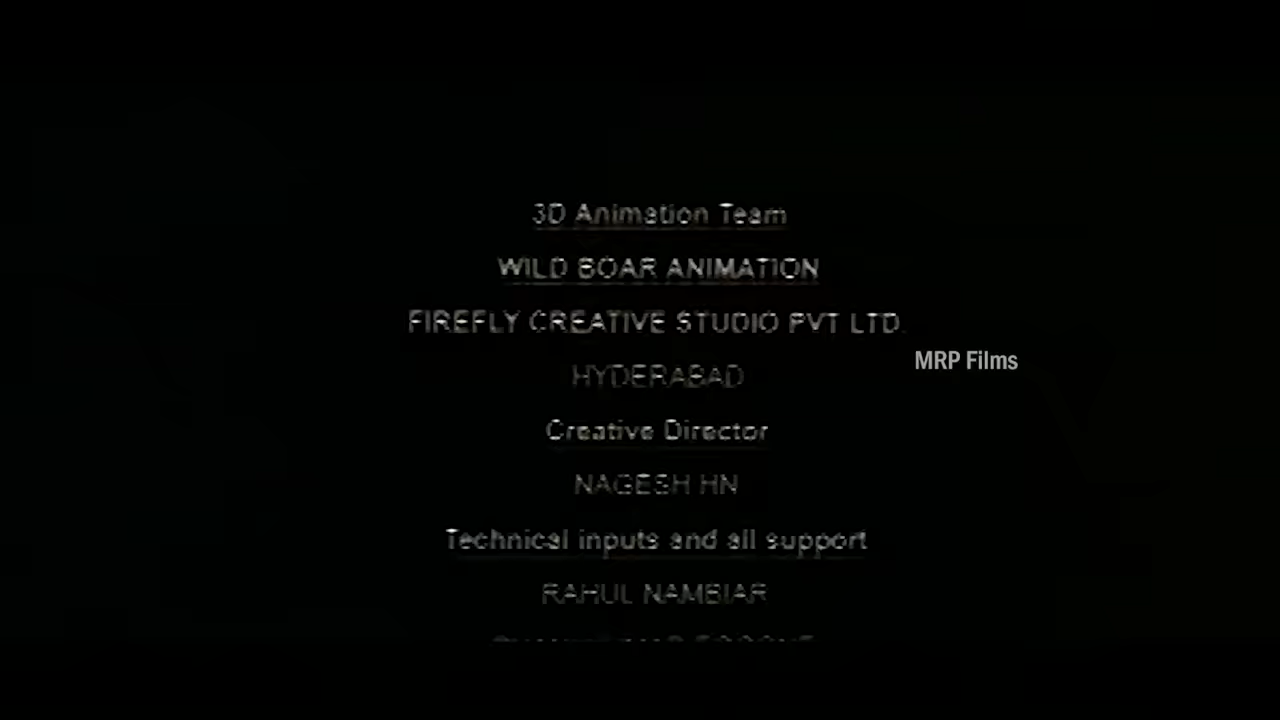 3D Animation Team
WILD BOAR ANIMATION
FIREFLY CREATIVE STUDIO PVT LTD.
MRP Films
HYDERABAD
Creative Director
NAGESH HN
Technical inputs and all support
RAHUL NAMBIAR